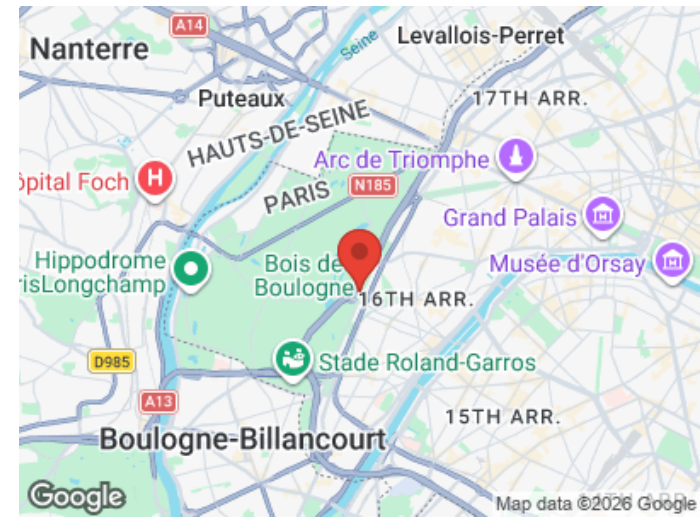 A14
Nanterre
Seine
Levallois-Perret
Puteaux
17TH ARR.
HAUTS-DE-SEINE
Arc de Triomphe
ôpital Foch
H
PARIS
N185
Grand Palais
Hippodrome
risLongchamp
Bois de
Boulogne
Musée d'Orsay
16TH ARR.
D985
Stade Roland-Garros
A13
15TH ARR.
Boulogne-Billancourt
Google
Map data ©2026 Google